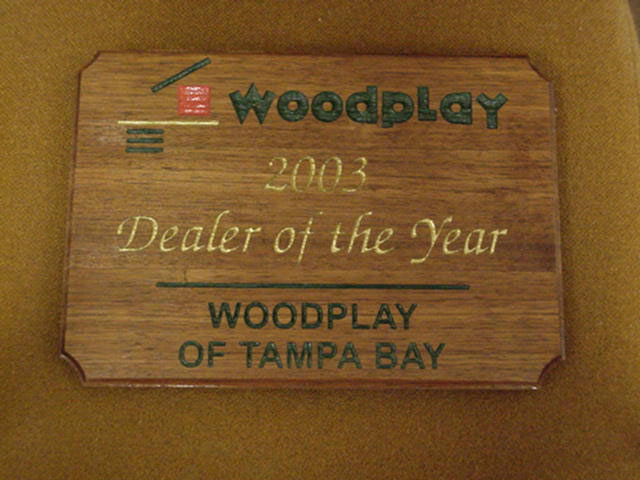 woodplay
2003
Dealer of the Year
WOODPLAY
OF TAMPA BAY